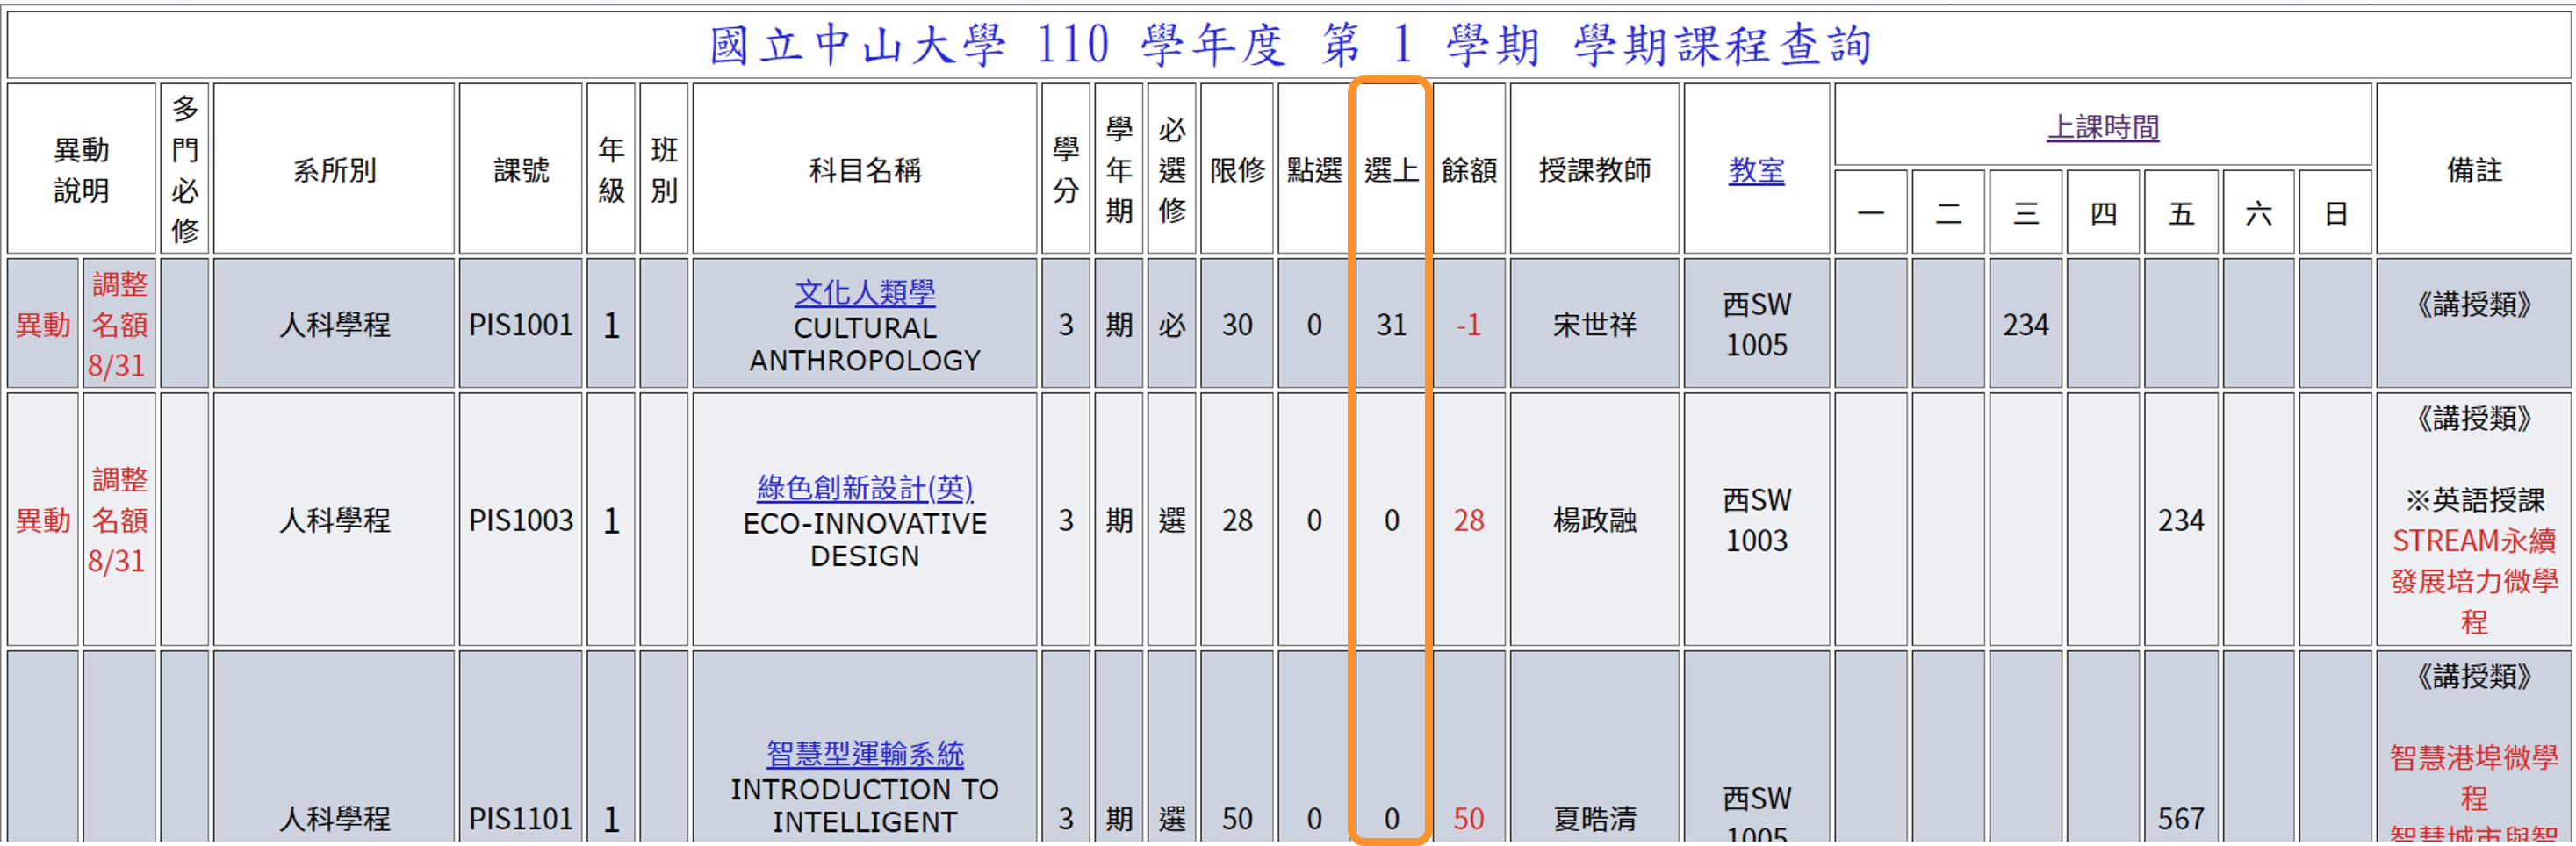 國立中山大學 110 學年度 第 1 學期 學期課程查詢
異動
說明
多門必修
系所別
課號
年級
班別
科目名稱
學分
學年期
必選修
限修
點選
選上
餘額
授課教師
教室
上課時間
一 二 三 四 五 六 日
備註
異動
調整
名額
8/31
人科學程
PIS1001
1
文化人類學
CULTURAL
ANTHROPOLOGY
3
期
必
30
0
31
-1
宋世祥
西SW
1005
234
《講授類》
異動
調整
名額
8/31
人科學程
PIS1003
1
綠色創新設計(英)
ECO-INNOVATIVE
DESIGN
3
期
選
28
0
0
28
楊政融
西SW
1003
234
《講授類》
※英語授課
STREAM永續
發展培力微學
程
人科學程
PIS1101
1
智慧型運輸系統
INTRODUCTION TO
INTELLIGENT
3
期
選
50
0
0
50
夏晧清
西SW
1005
567
《講授類》
智慧港埠微學
程
智慧城市與智